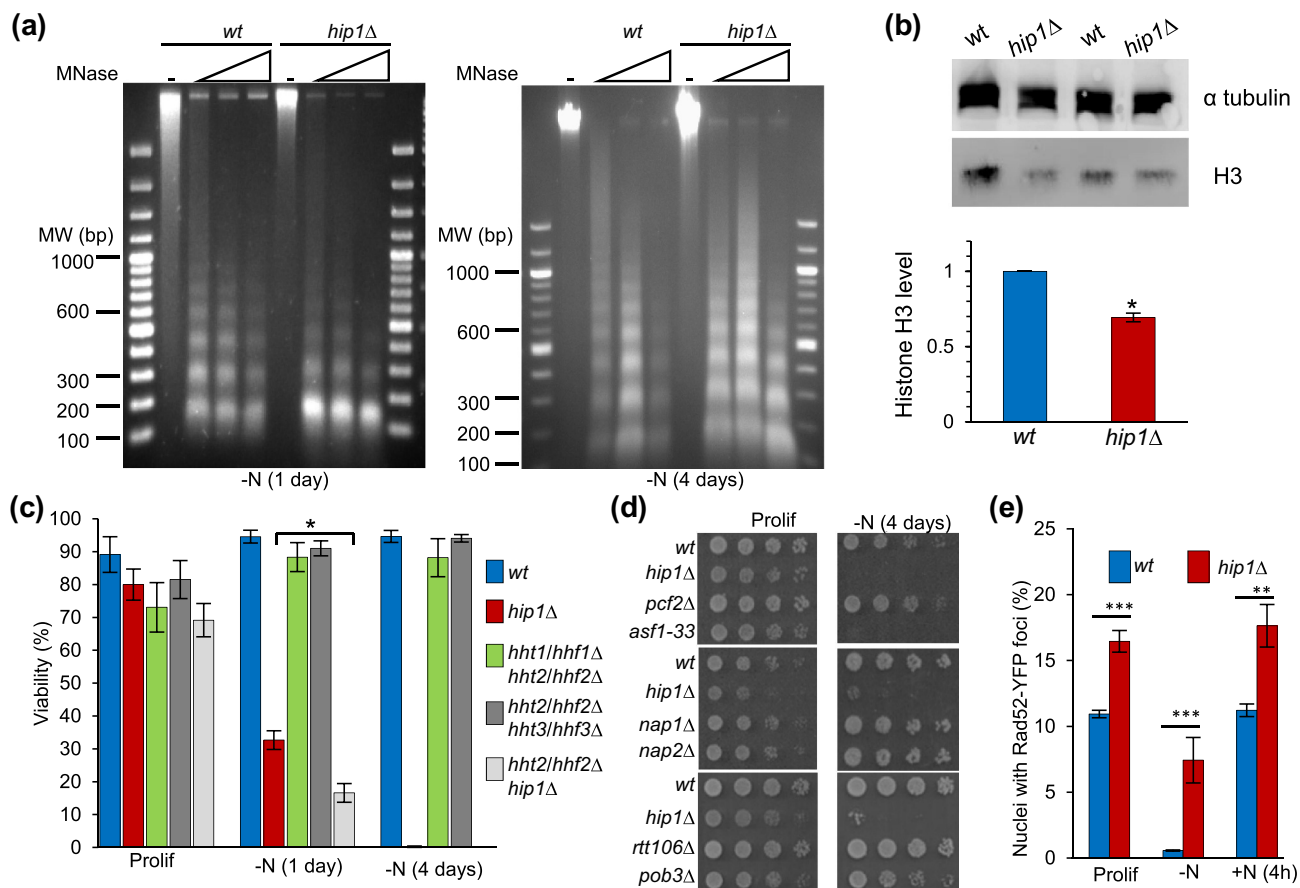 (a)
wt hip1Δ
MNase - -
MW (bp)
1000
600
300
200
100
-N (1 day)
wt hip1Δ
MNase - -
MW (bp)
1000
600
300
200
100
-N (4 days)
(b)
wt hip1Δ wt hip1Δ
α tubulin
H3
Histone H3 level
1
0.5
0
*
wt hip1Δ
(c)
Viability (%)
100
90
80
70
60
50
40
30
20
10
0
*
Prolif -N (1 day) -N (4 days)
wt
hip1Δ
hht1/hhf1Δ
hht2/hhf2Δ
hht2/hhf2Δ
hht3/hhf3Δ
hht2/hhf2Δ
hip1Δ
(d)
Prolif -N (4 days)
wt
hip1Δ
pcf2Δ
asf1-33
wt
hip1Δ
nap1Δ
nap2Δ
wt
hip1Δ
rtt106Δ
pob3Δ
(e)
Nuclei with Rad52-YFP foci (%)
25
20
15
10
5
0
wt hip1Δ
*** *** **
Prolif -N +N (4h)